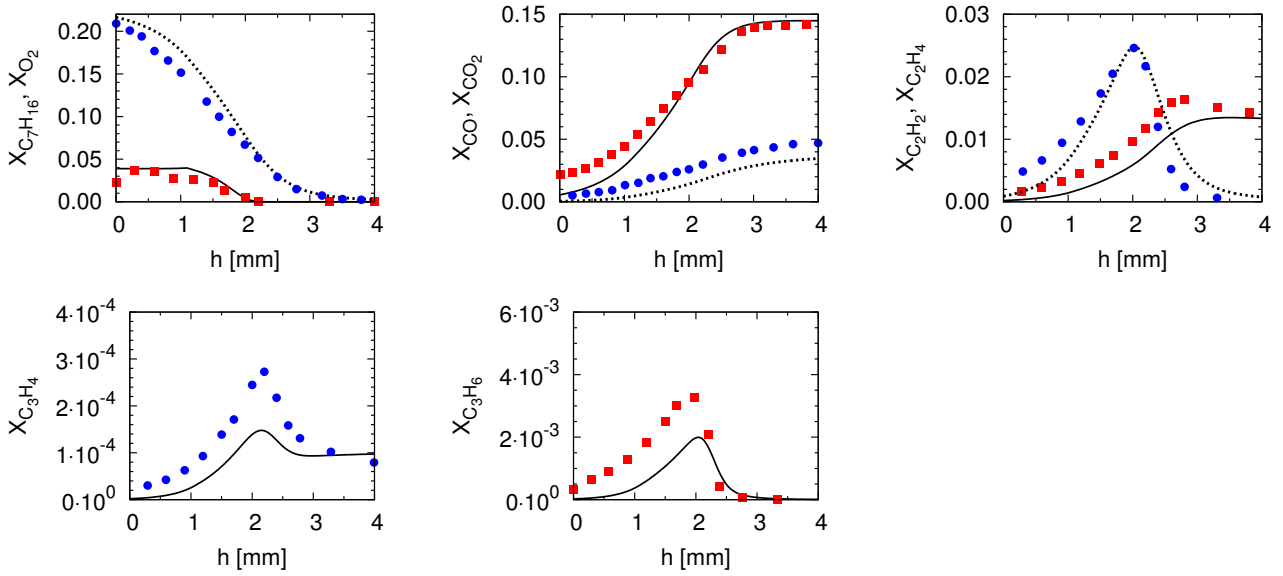 X_C7H16, X_O2
0.20
0.15
0.10
0.05
0.00
0 1 2 3 4
h [mm]
X_CO, X_CO2
0.15
0.10
0.05
0.00
0 1 2 3 4
h [mm]
X_C2H2, X_C2H4
0.03
0.02
0.01
0.00
0 1 2 3 4
h [mm]
X_C3H4
4·10^-4
3·10^-4
2·10^-4
1·10^-4
0·10^0
0 1 2 3 4
h [mm]
X_C3H6
6·10^-3
4·10^-3
2·10^-3
0·10^0
0 1 2 3 4
h [mm]